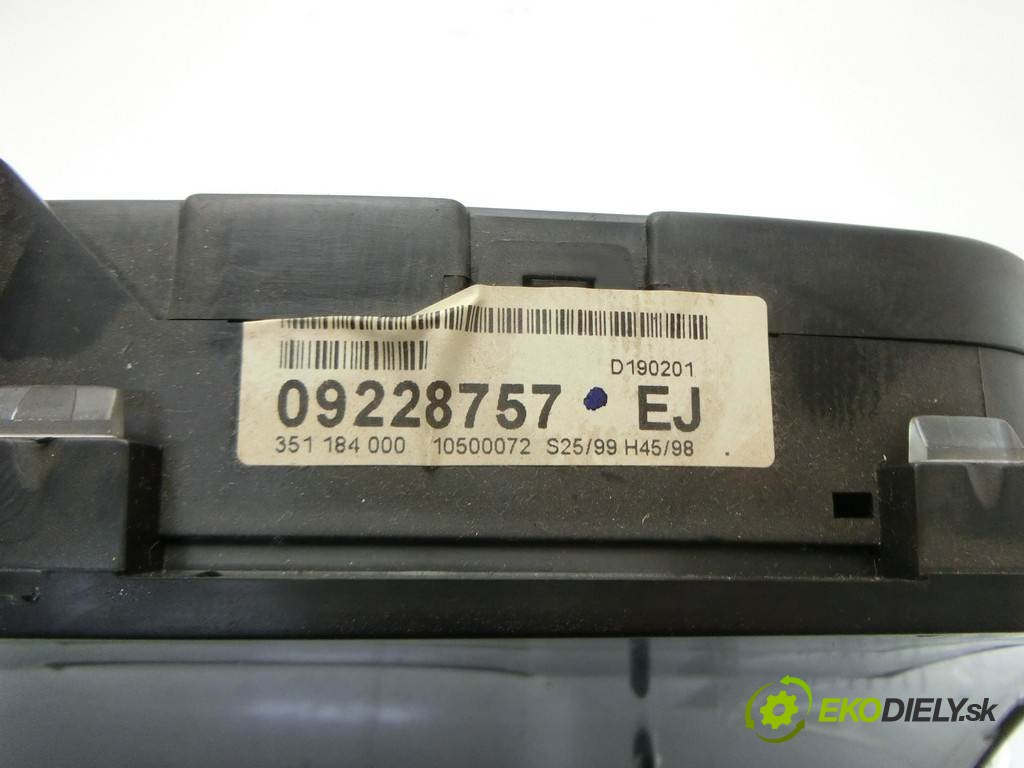 D190201
09228757 EJ
351 184 000 10500072 S25/99 H45/98 .
EKODIELY.sk